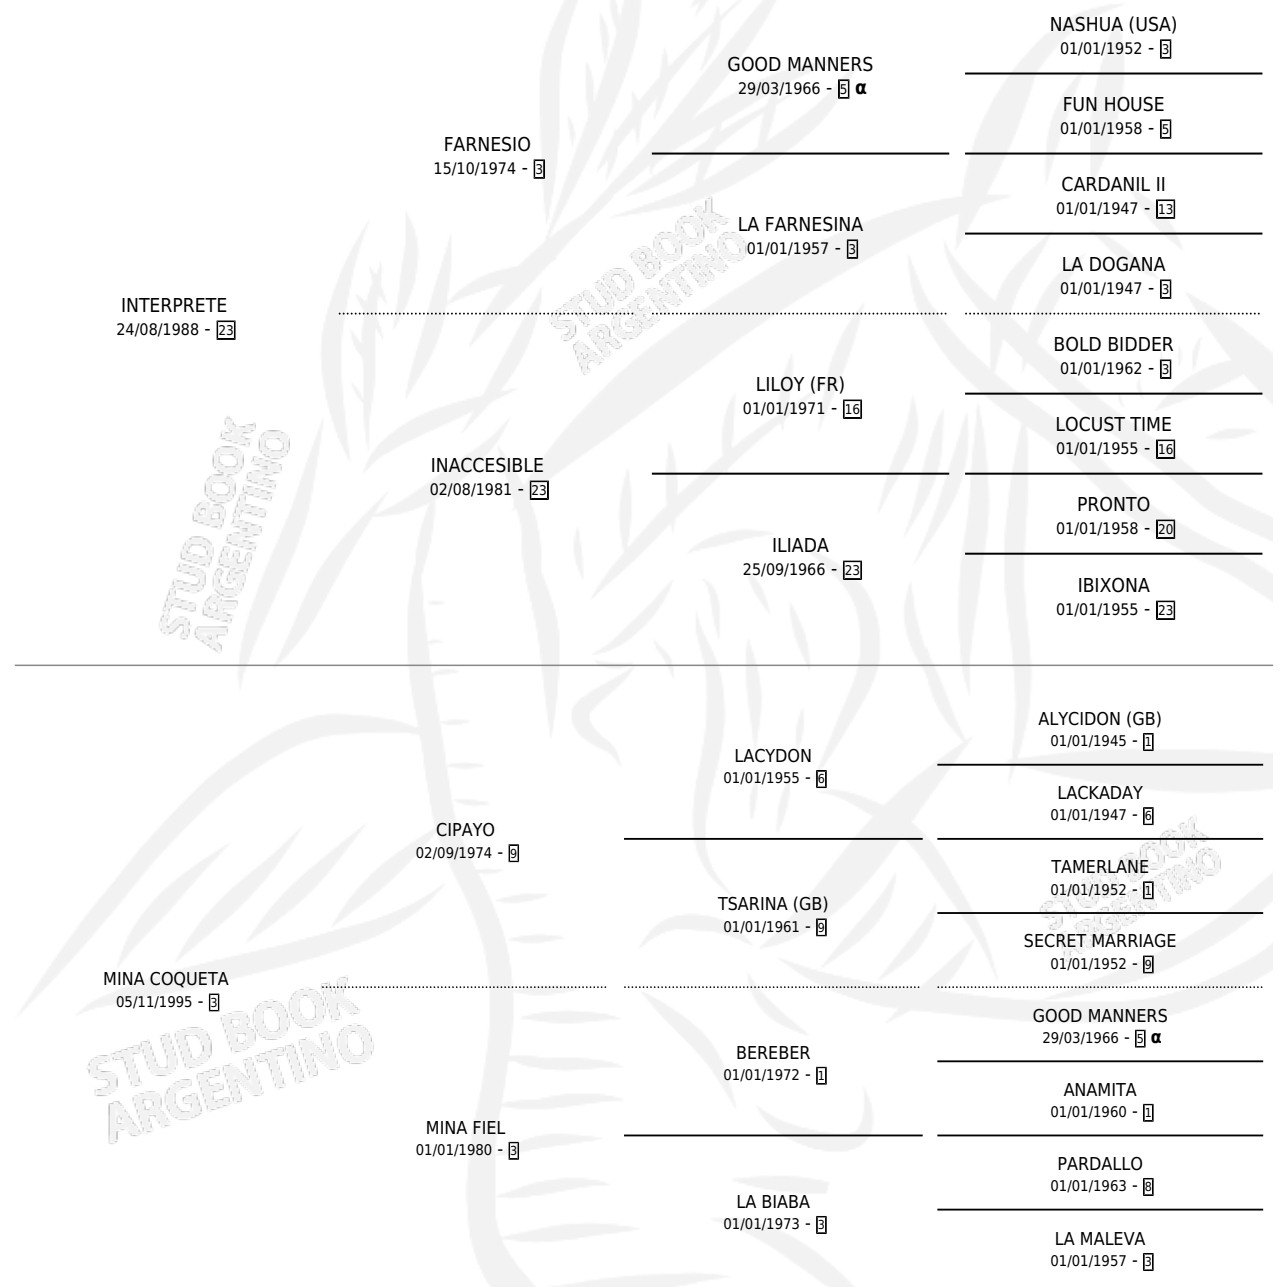 NASHUA (USA)
01/01/1952 - 3
GOOD MANNERS
29/03/1966 - 5 α
FUN HOUSE
01/01/1958 - 5
FARNESIO
15/10/1974 - 3
CARDANIL II
01/01/1947 - 13
LA FARNESINA
01/01/1957 - 3
LA DOGANA
01/01/1947 - 3
INTERPRETE
24/08/1988 - 23
BOLD BIDDER
01/01/1962 - 3
LILOY (FR)
01/01/1971 - 16
LOCUST TIME
01/01/1955 - 16
INACCESIBLE
02/08/1981 - 23
PRONTO
01/01/1958 - 20
ILIADA
25/09/1966 - 23
IBIXONA
01/01/1955 - 23
STUD BOOK
ARGENTINO
STUD BOOK
ARGENTINO
ALYCIDON (GB)
01/01/1945 - 1
LACYDON
01/01/1955 - 6
LACKADAY
01/01/1947 - 6
CIPAYO
02/09/1974 - 9
TAMERLANE
01/01/1952 - 1
TSARINA (GB)
01/01/1961 - 9
SECRET MARRIAGE
01/01/1952 - 9
MINA COQUETA
05/11/1995 - 3
GOOD MANNERS
29/03/1966 - 5 α
BEREBER
01/01/1972 - 1
ANAMITA
01/01/1960 - 1
MINA FIEL
01/01/1980 - 3
PARDALLO
01/01/1963 - 8
LA BIABA
01/01/1973 - 3
LA MALEVA
01/01/1957 - 3
STUD BOOK
ARGENTINO
STUD BOOK
ARGENTINO